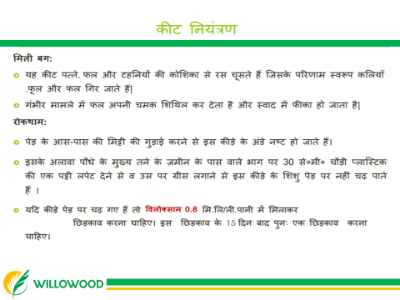 कीट नियंत्रण
मिली बग:
यह कीट पत्ते, फल और टहनियों की कोशिका से रस चूसते हैं जिसके परिणाम स्वरूप कलियाँ
,फूल और फल गिर जाते हैं|
गंभीर मामले में फल अपनी चमक शिथिल कर देता है और स्वाद में फीका हो जाता है|
रोकथाम:
पेड़ के आस-पास की मिट्टी की गुड़ाई करने से इस कीड़े के अंडे नष्ट हो जाते हैं।
इसके अलावा पौधे के मुख्य तने के ज़मीन के पास वाले भाग पर 30 से०मी० चौड़ी प्लास्टिक
की एक पट्टी लपेट देने से व उस पर ग्रीस लगाने से इस कीड़े के शिशु पेड़ पर नहीं चढ़ पाते
हैं ।
यदि कीड़े पेड़ पर चढ़ गए हैं तो विलोक्साम 0.8 मि.लि/ली.पानी में मिलाकर
छिड़काव करना चाहिए। इस छिड़काव के 15 दिन बाद पुनः एक छिड़काव करना
चाहिए।
WILLOWOOD